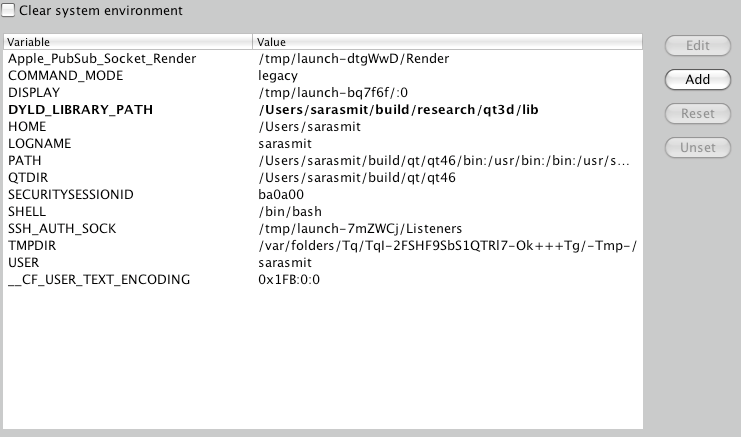 Clear system environment
Variable Value
Apple_PubSub_Socket_Render /tmp/launch-dtgWwD/Render
COMMAND_MODE legacy
DISPLAY /tmp/launch-bq7f6f/:0
DYLD_LIBRARY_PATH /Users/sarasmit/build/research/qt3d/lib
HOME /Users/sarasmit
LOGNAME sarasmit
PATH /Users/sarasmit/build/qt/qt46/bin:/usr/bin:/bin:/usr/s...
QTDIR /Users/sarasmit/build/qt/qt46
SECURITYSESSIONID ba0a00
SHELL /bin/bash
SSH_AUTH_SOCK /tmp/launch-7mZWCj/Listeners
TMPDIR /var/folders/Tq/TqI-2FSHF9SbS1QTRl7-Ok+++Tg/-Tmp-/
USER sarasmit
__CF_USER_TEXT_ENCODING 0x1FB:0:0
Edit
Add
Reset
Unset